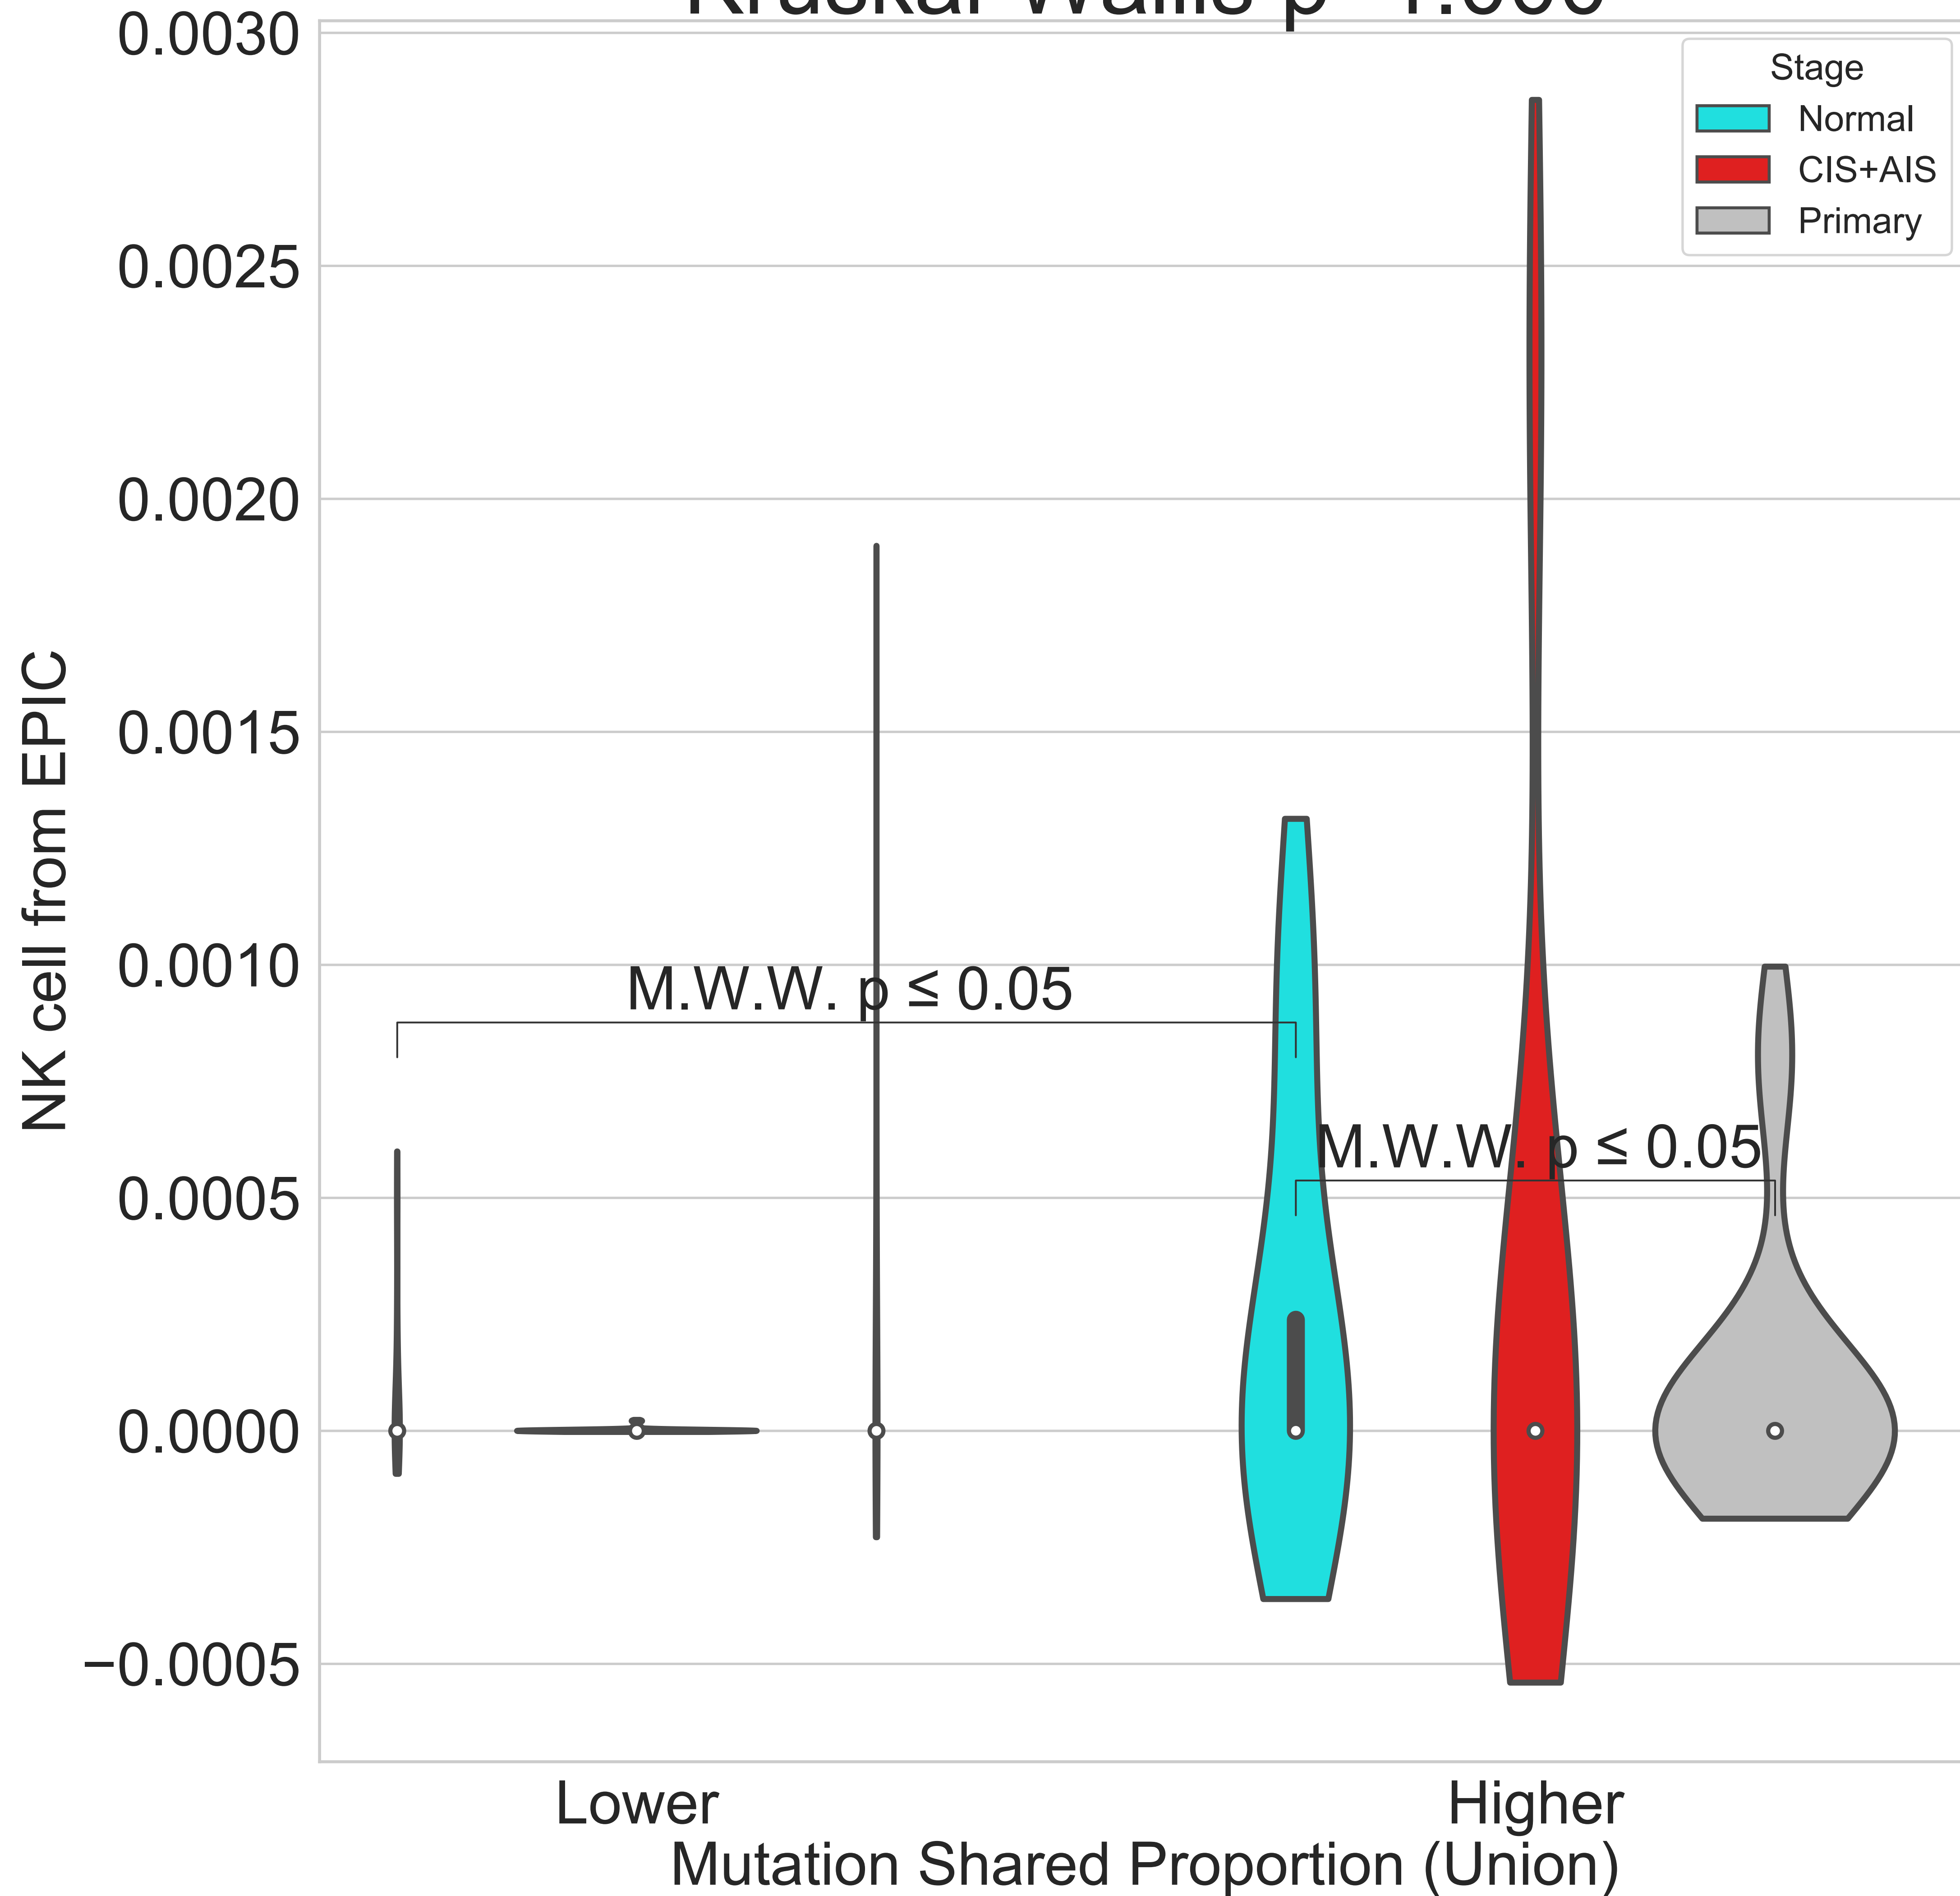 0.0030
0.0025
0.0020
0.0015
0.0010
0.0005
0.0000
−0.0005
NK cell from EPIC
Stage
Normal
CIS+AIS
Primary
M.W.W. p ≤ 0.05
M.W.W. p ≤ 0.05
Lower
Higher
Mutation Shared Proportion (Union)